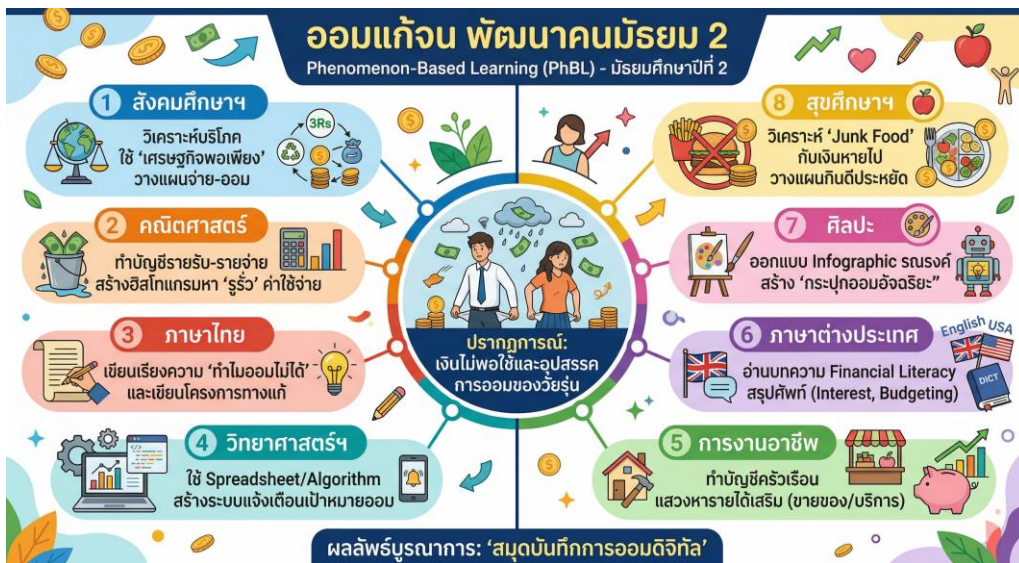 ออมแก้จน พัฒนาคนมัธยม 2
Phenomenon-Based Learning (PhBL) - มัธยมศึกษาปีที่ 2
1 สังคมศึกษาฯ
วิเคราะห์บริโภค
ใช้ 'เศรษฐกิจพอเพียง'
วางแผนจ่าย-ออม
3Rs
2 คณิตศาสตร์
ทำบัญชีรายรับ-รายจ่าย
สร้างฮิสโทแกรมหา 'รูรั่ว' ค่าใช้จ่าย
3 ภาษาไทย
เขียนเรียงความ 'ทำไมออมไม่ได้'
และเขียนโครงการทางแก้
4 วิทยาศาสตร์ฯ
ใช้ Spreadsheet/Algorithm
สร้างระบบแจ้งเตือนเป้าหมายออม
ปรากฏการณ์:
เงินไม่พอใช้และอุปสรรค
การออมของวัยรุ่น
8 สุขศึกษาฯ
วิเคราะห์ 'Junk Food'
กับเงินหายไป
วางแผนกินดีประหยัด
7 ศิลปะ
ออกแบบ Infographic รณรงค์
สร้าง 'กระปุกออมอัจฉริยะ"
6 ภาษาต่างประเทศ
English USA
อ่านบทความ Financial Literacy
สรุปศัพท์ (Interest, Budgeting)
DICT
5 การงานอาชีพ
ทำบัญชีครัวเรือน
แสวงหารายได้เสริม (ขายของ/บริการ)
ผลลัพธ์บูรณาการ: 'สมุดบันทึกการออมดิจิทัล'